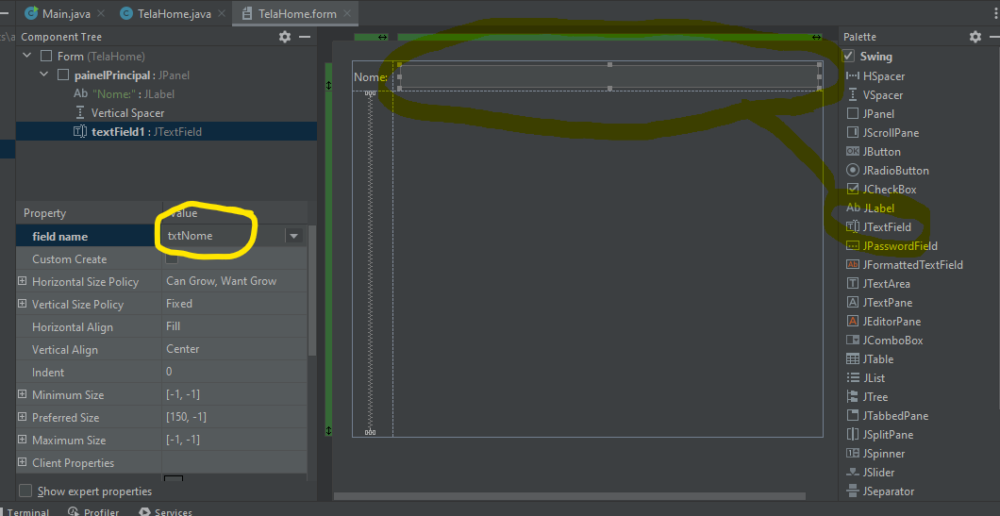 Main.java TelaHome.java TelaHome.form
Component Tree
Form (TelaHome)
painelPrincipal : JPanel
Ab "Nome:" : JLabel
Vertical Spacer
textField1 : JTextField
Property Value
field name txtNome
Custom Create
Horizontal Size Policy Can Grow, Want Grow
Vertical Size Policy Fixed
Horizontal Align Fill
Vertical Align Center
Indent 0
Minimum Size [-1, -1]
Preferred Size [150, -1]
Maximum Size [-1, -1]
Client Properties
Show expert properties
Terminal Profiler Services
Nome:
Palette
Swing
HSpacer
VSpacer
JPanel
JScrollPane
OK JButton
JRadioButton
JCheckBox
Ab JLabel
JTextField
JPasswordField
Ab JFormattedTextField
T JTextArea
A JTextPane
A JEditorPane
JComboBox
JTable
JList
JTree
JTabbedPane
JSplitPane
JSpinner
JSlider
JSeparator